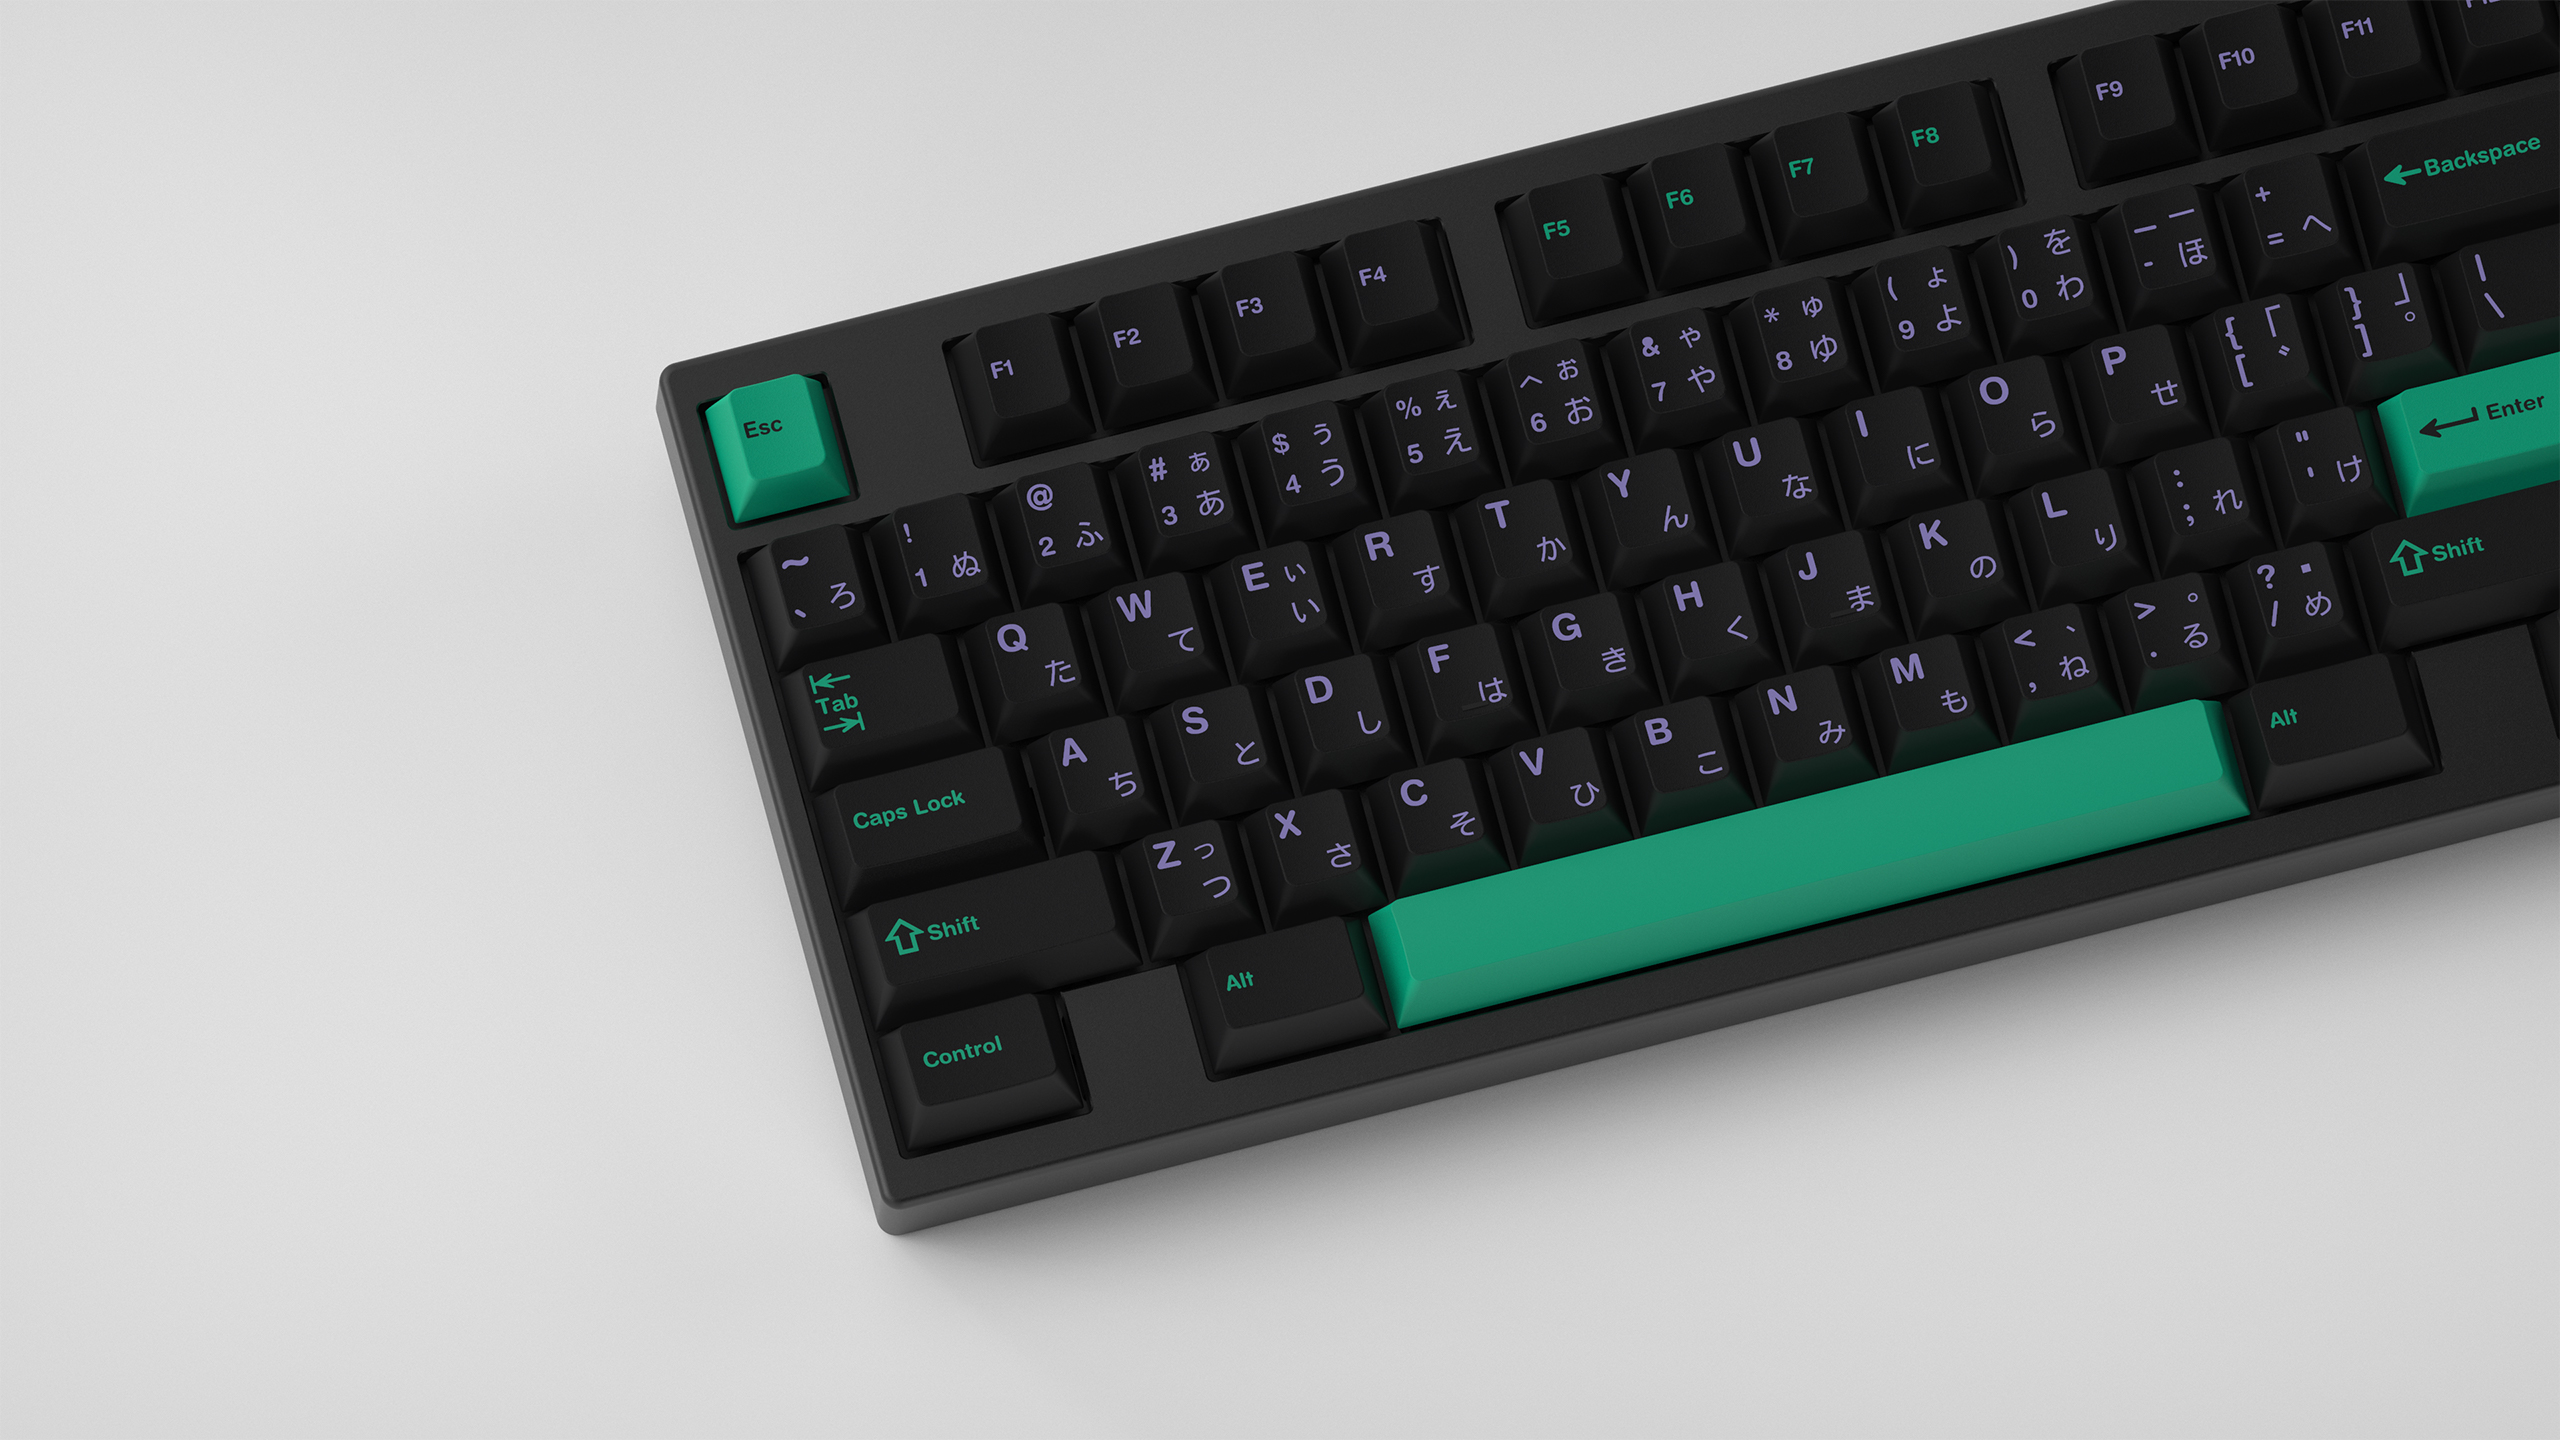 Esc F1 F2 F3 F4 F5 F6 F7 F8 F9 F10 F11
~ ` ろ
! 1 ぬ
@ 2 ふ
# ぁ 3 あ
$ ぅ 4 う
% ぇ 5 え
^ ぉ 6 お
& ゃ 7 や
* ゅ 8 ゆ
( ょ 9 よ
) を 0 わ
_ ー - ほ
+ = へ
← Backspace
Tab
Q た
W て
E ぃ い
R す
T か
Y ん
U な
I に
O ら
P せ
{ 「 [ ゛
} 」 ] ゜
| \
Caps Lock
A ち
S と
D し
F は
G き
H く
J ま
K の
L り
: ; れ
" ' け
Enter
Shift
Z っ つ
X さ
C そ
V ひ
B こ
N み
M も
< 、 , ね
> 。 . る
? ・ / め
Shift
Control
Alt
Alt